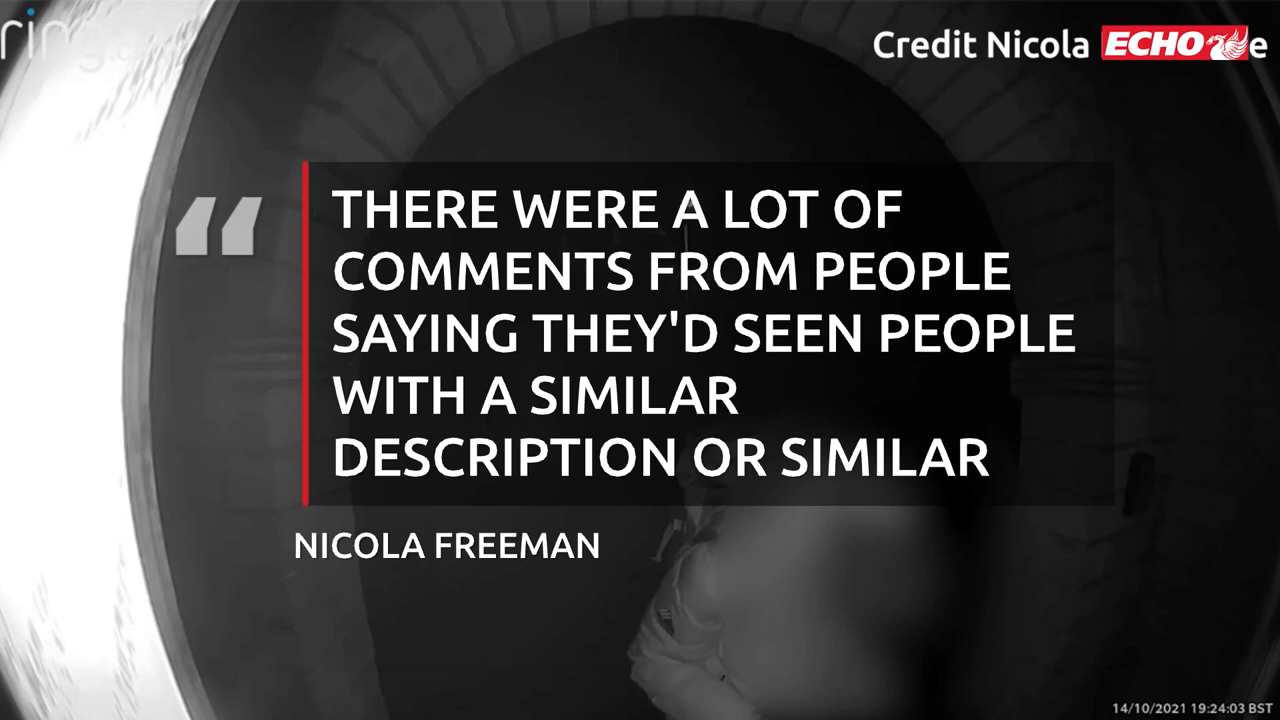 ring
Credit Nicola ECHO e
THERE WERE A LOT OF
COMMENTS FROM PEOPLE
SAYING THEY'D SEEN PEOPLE
WITH A SIMILAR
DESCRIPTION OR SIMILAR
NICOLA FREEMAN
14/10/2021 19:24:03 BST